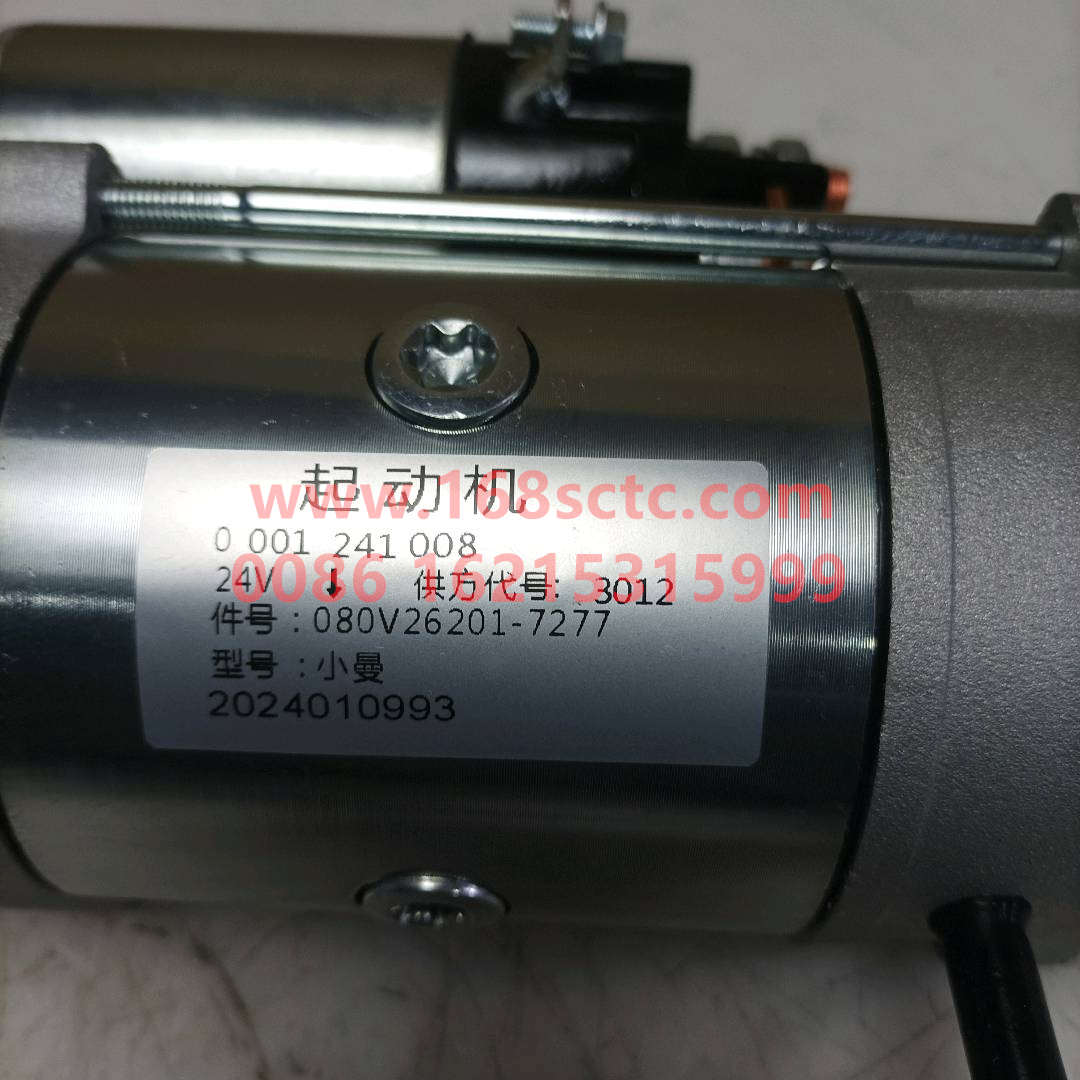 起动机
www.168sctc.com
0 001 241 008
24V ↓ 供方代号: 3012
0086 16215315999
件号:080V26201-7277
型号:小曼
2024010993